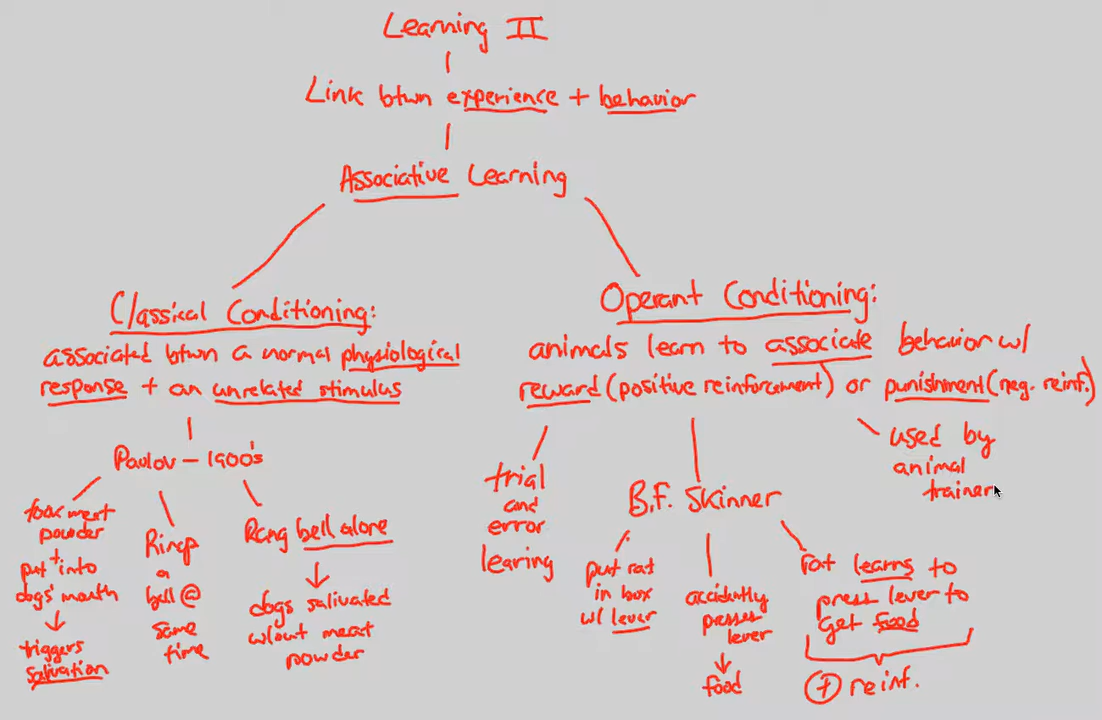 Learning II
Link btwn experience + behavior
Associative Learning
Classical Conditioning:
associated btwn a normal physiological
response + an unrelated stimulus
Pavlov - 1900's
took meat
powder
+
put into
dogs' mouth
↓
triggers
salivation
Rings
a
bell @
same
time
Rang bell alone
↓
dogs salivated
w/out meat
powder
Operant Conditioning:
animals learn to associate behavior w/
reward (positive reinforcement) or punishment (neg. reinf.)
trial
and
error
learing
B.F. Skinner
put rat
in box
w/ lever
accidently
presses
lever
↓
food
rat learns to
press lever to
get food
⊕ reinf.
used by
animal
trainer